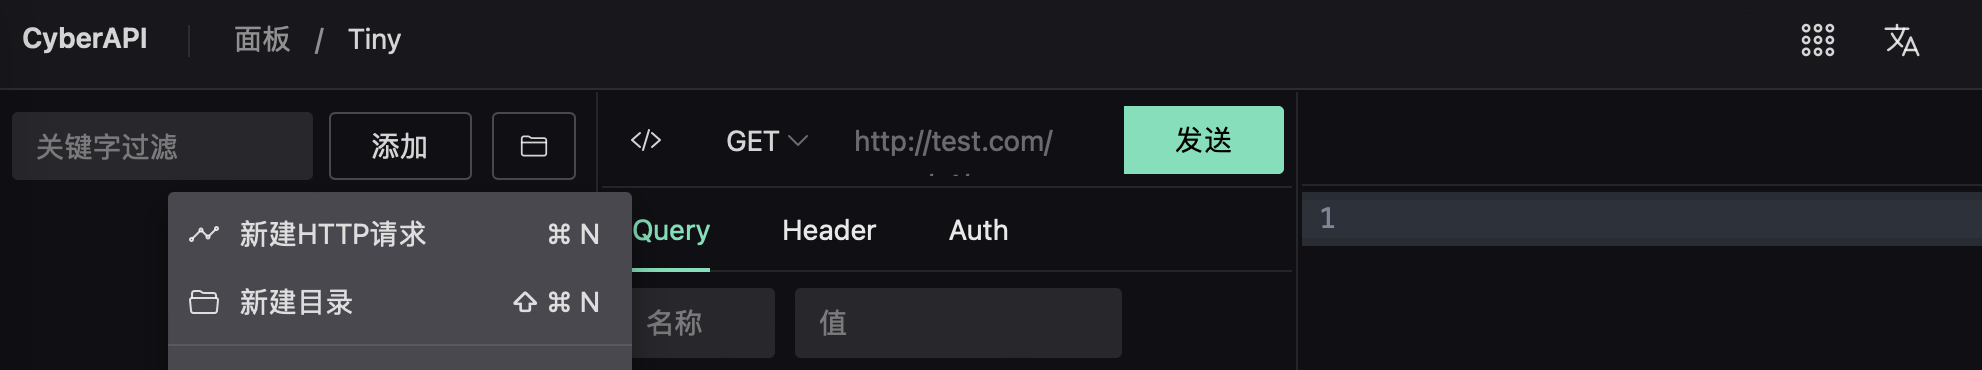 CyberAPI
面板 / Tiny
关键字过滤
添加
</> GET http://test.com/
发送
新建HTTP请求 ⌘ N
新建目录 ⇧ ⌘ N
Query Header Auth
名称 值
1